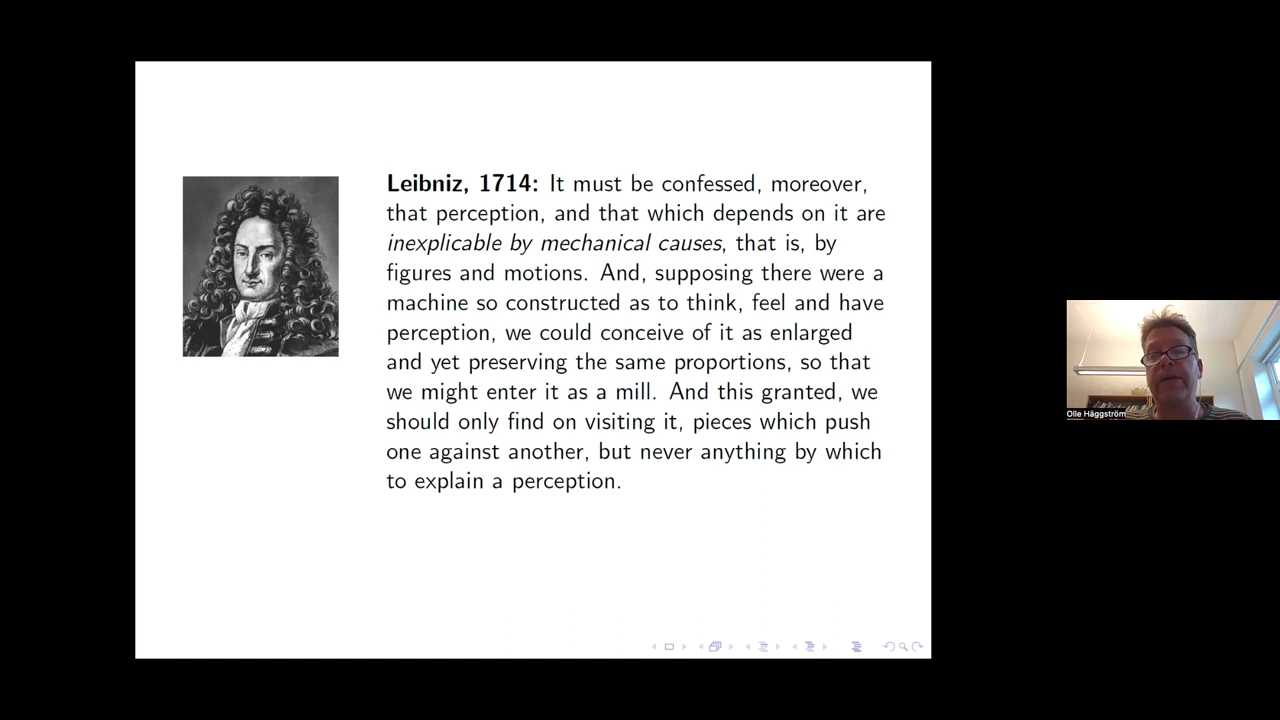 Leibniz, 1714: It must be confessed, moreover,
that perception, and that which depends on it are
inexplicable by mechanical causes, that is, by
figures and motions. And, supposing there were a
machine so constructed as to think, feel and have
perception, we could conceive of it as enlarged
and yet preserving the same proportions, so that
we might enter it as a mill. And this granted, we
should only find on visiting it, pieces which push
one against another, but never anything by which
to explain a perception.
Olle Häggström